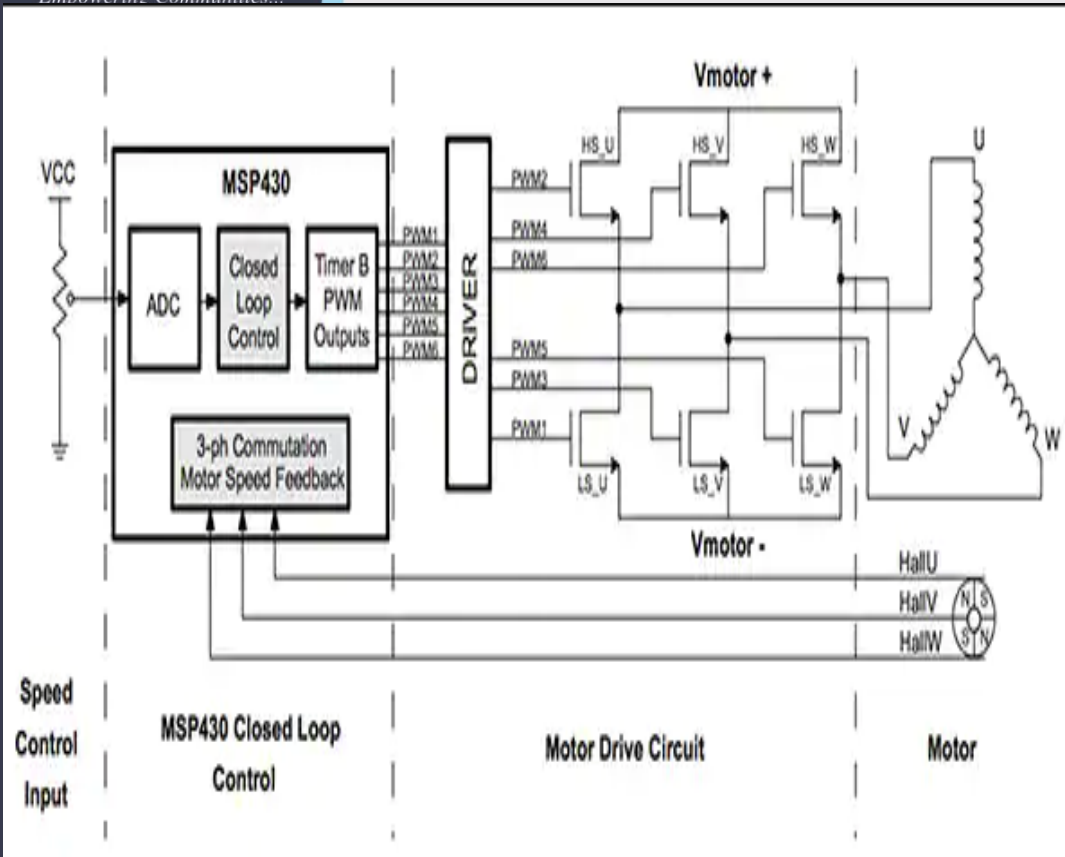 Empowering Communities...
Vmotor +
HS_U
HS_V
HS_W
U
VCC
MSP430
PWM2
PWM1
PWM4
PWM2
PWM6
ADC
Closed
Loop
Control
Timer B
PWM
Outputs
PWM3
PWM4
PWM5
PWM6
DRIVER
PWM5
PWM3
PWM1
V
W
3-ph Commutation
Motor Speed Feedback
LS_U
LS_V
LS_W
Vmotor -
HallU
HallV
HallW
N S
S N
Speed
Control
Input
MSP430 Closed Loop
Control
Motor Drive Circuit
Motor